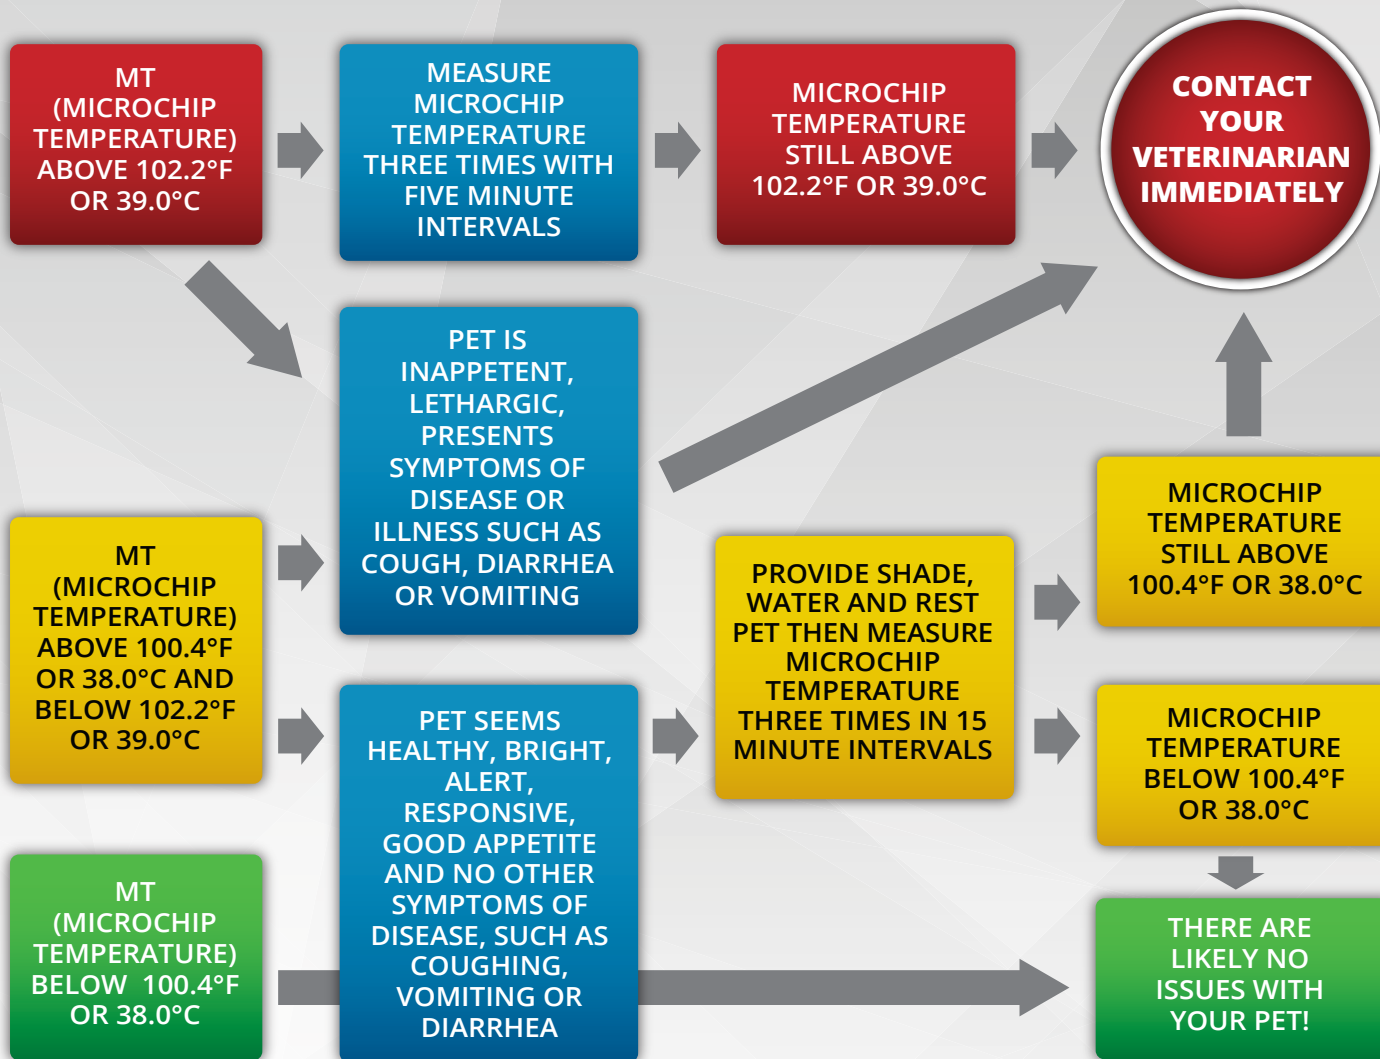 MT
(MICROCHIP
TEMPERATURE)
ABOVE 102.2°F
OR 39.0°C
MEASURE
MICROCHIP
TEMPERATURE
THREE TIMES WITH
FIVE MINUTE
INTERVALS
MICROCHIP
TEMPERATURE
STILL ABOVE
102.2°F OR 39.0°C
CONTACT
YOUR
VETERINARIAN
IMMEDIATELY
PET IS
INAPPETENT,
LETHARGIC,
PRESENTS
SYMPTOMS OF
DISEASE OR
ILLNESS SUCH AS
COUGH, DIARRHEA
OR VOMITING
MT
(MICROCHIP
TEMPERATURE)
ABOVE 100.4°F
OR 38.0°C AND
BELOW 102.2°F
OR 39.0°C
PET SEEMS
HEALTHY, BRIGHT,
ALERT,
RESPONSIVE,
GOOD APPETITE
AND NO OTHER
SYMPTOMS OF
DISEASE, SUCH AS
COUGHING,
VOMITING OR
DIARRHEA
PROVIDE SHADE,
WATER AND REST
PET THEN MEASURE
MICROCHIP
TEMPERATURE
THREE TIMES IN 15
MINUTE INTERVALS
MICROCHIP
TEMPERATURE
STILL ABOVE
100.4°F OR 38.0°C
MICROCHIP
TEMPERATURE
BELOW 100.4°F
OR 38.0°C
MT
(MICROCHIP
TEMPERATURE)
BELOW 100.4°F
OR 38.0°C
THERE ARE
LIKELY NO
ISSUES WITH
YOUR PET!